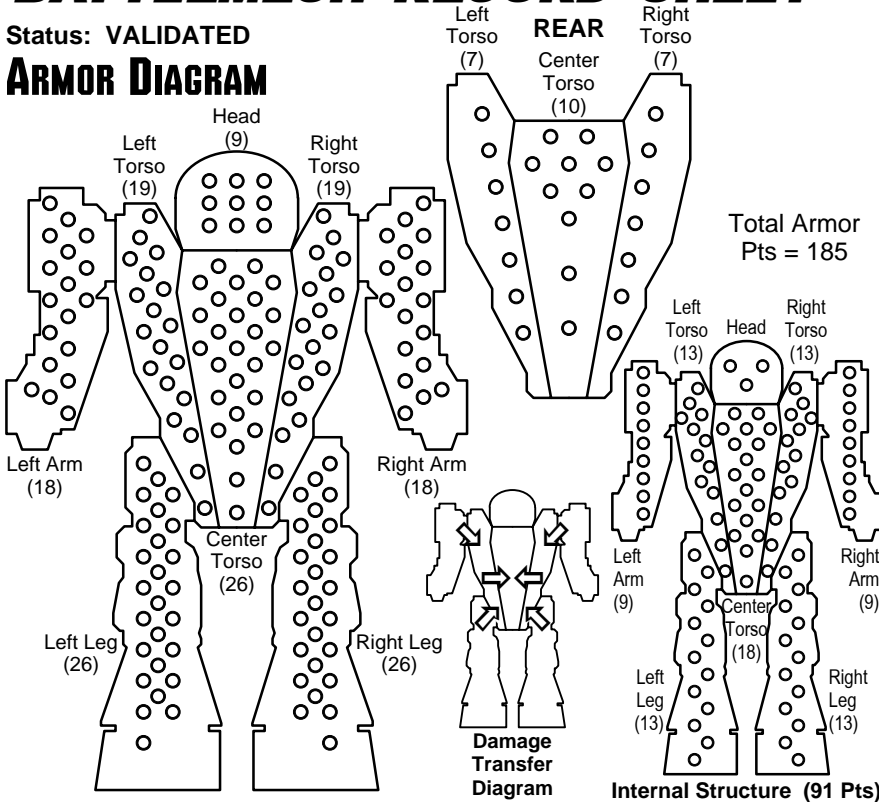 BATTLEMECH RECORD SHEET
Status: VALIDATED
ARMOR DIAGRAM
Left
Torso
(7)
REAR
Right
Torso
(7)
Center
Torso
(10)
Head
(9)
Left
Torso
(19)
Right
Torso
(19)
Total Armor
Pts = 185
Left Arm
(18)
Right Arm
(18)
Center
Torso
(26)
Left Leg
(26)
Right Leg
(26)
Damage
Transfer
Diagram
Left
Torso
(13)
Head
Right
Torso
(13)
Left
Arm
(9)
Right
Arm
(9)
Center
Torso
(18)
Left
Leg
(13)
Right
Leg
(13)
Internal Structure (91 Pts)